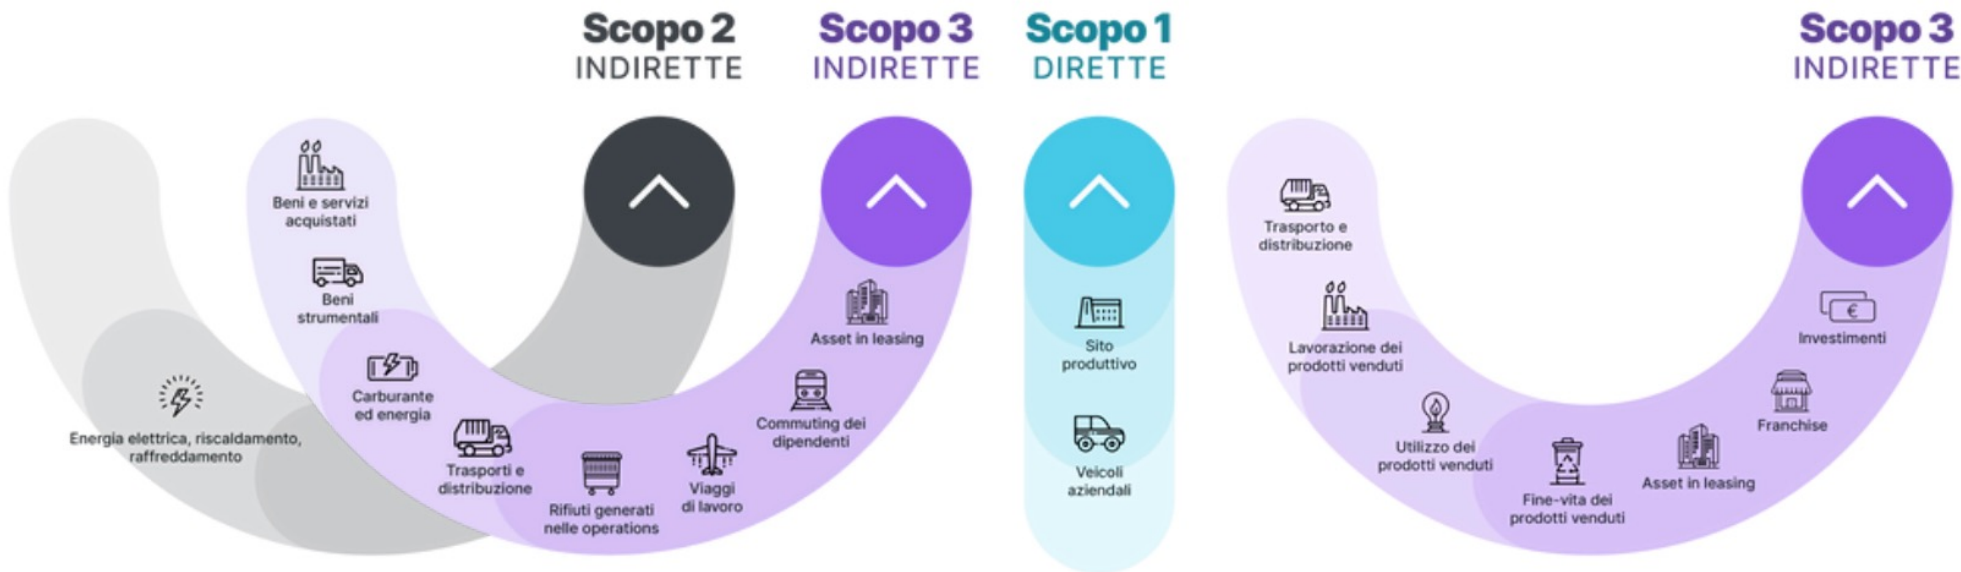 Scopo 2
INDIRETTE
Scopo 3
INDIRETTE
Scopo 1
DIRETTE
Scopo 3
INDIRETTE
Energia elettrica, riscaldamento,
raffreddamento
Beni e servizi
acquistati
Beni
strumentali
Carburante
ed energia
Trasporti e
distribuzione
Rifiuti generati
nelle operations
Viaggi
di lavoro
Commuting dei
dipendenti
Asset in leasing
Sito
produttivo
Veicoli
aziendali
Trasporto e
distribuzione
Lavorazione dei
prodotti venduti
Utilizzo dei
prodotti venduti
Fine-vita dei
prodotti venduti
Asset in leasing
Franchise
€
Investimenti